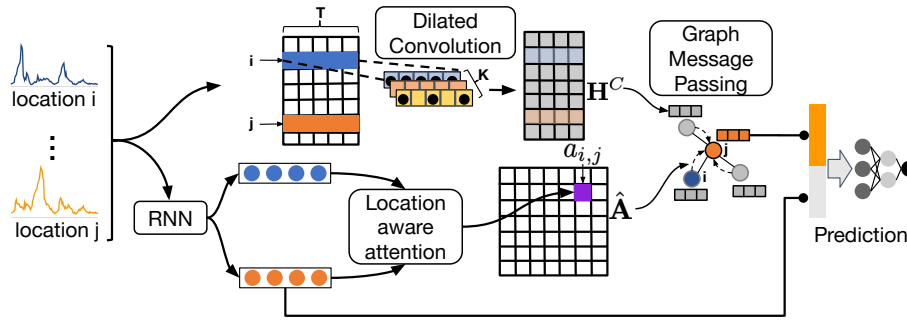 location i
location j
RNN
T
i
j
Dilated
Convolution
K
H^C
Graph
Message
Passing
j
i
Location
aware
attention
a_{i,j}
Â
Prediction